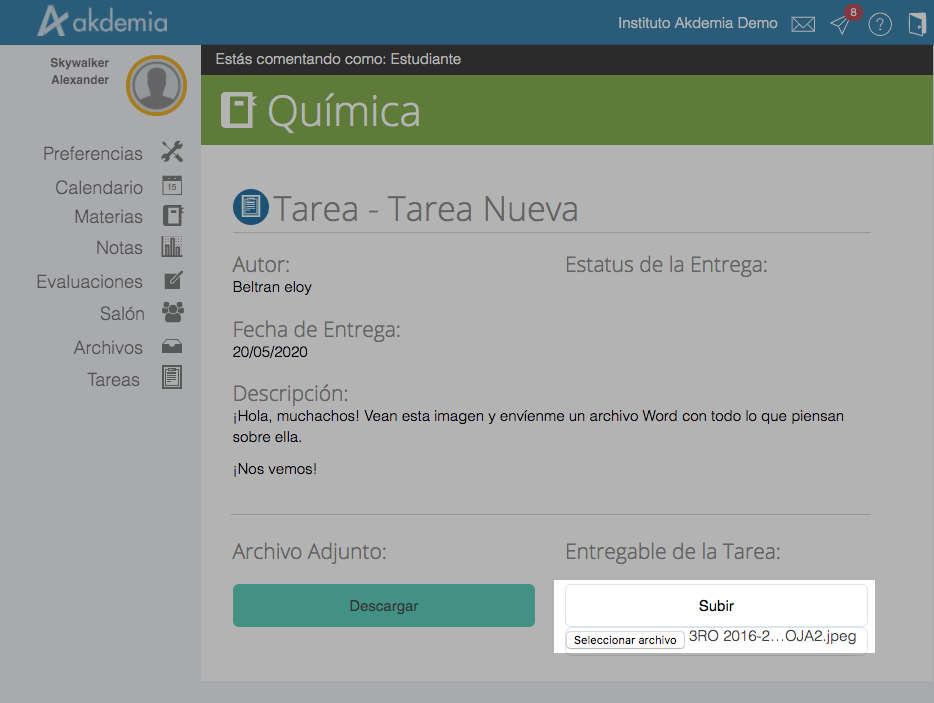 akdemia
Instituto Akdemia Demo
8
?
Skywalker
Alexander
Estás comentando como: Estudiante
Química
Preferencias
Calendario
15
Materias
Notas
Evaluaciones
Salón
Archivos
Tareas
Tarea - Tarea Nueva
Autor:
Beltran eloy
Estatus de la Entrega:
Fecha de Entrega:
20/05/2020
Descripción:
¡Hola, muchachos! Vean esta imagen y envíenme un archivo Word con todo lo que piensan
sobre ella.
¡Nos vemos!
Archivo Adjunto:
Entregable de la Tarea:
Descargar
Subir
Seleccionar archivo 3RO 2016-2...OJA2.jpeg